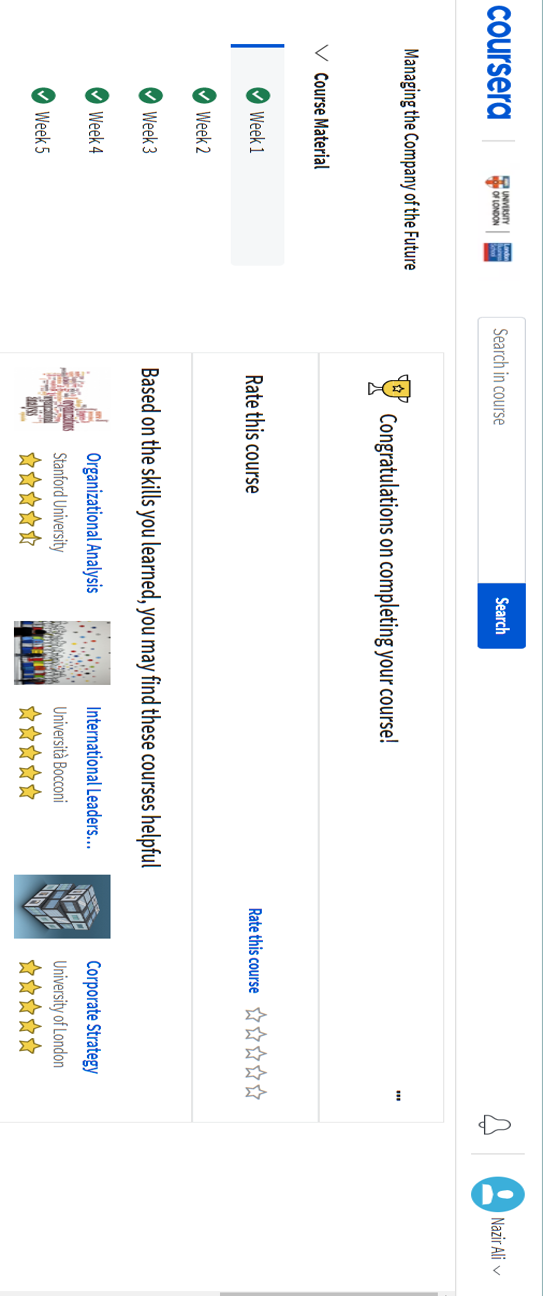 coursera
UNIVERSITY
OF LONDON
London
Business
School
Search in course
Search
Nazir Ali
Managing the Company of the Future
Course Material
Week 1
Week 2
Week 3
Week 4
Week 5
Congratulations on completing your course!
...
Rate this course
Rate this course
Based on the skills you learned, you may find these courses helpful
Organizational Analysis
Stanford University
International Leaders...
Università Bocconi
Corporate Strategy
University of London